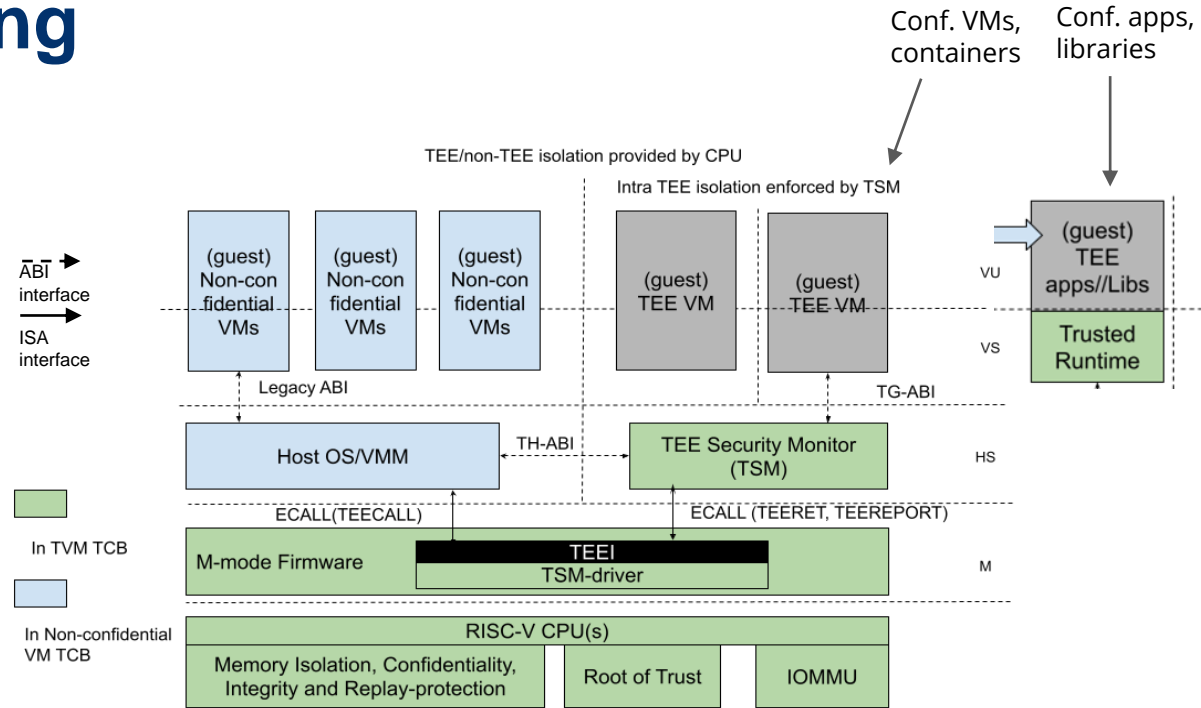 ng
Conf. VMs,
containers
Conf. apps,
libraries
TEE/non-TEE isolation provided by CPU
Intra TEE isolation enforced by TSM
ABI
interface
ISA
interface
(guest)
Non-con
fidential
VMs
(guest)
Non-con
fidential
VMs
(guest)
Non-con
fidential
VMs
(guest)
TEE VM
(guest)
TEE VM
VU
VS
(guest)
TEE
apps//Libs
Trusted
Runtime
Legacy ABI
TG-ABI
Host OS/VMM
TH-ABI
TEE Security Monitor
(TSM)
HS
ECALL(TEECALL)
ECALL (TEERET, TEEREPORT)
In TVM TCB
M-mode Firmware
TEEI
TSM-driver
M
In Non-confidential
VM TCB
RISC-V CPU(s)
Memory Isolation, Confidentiality,
Integrity and Replay-protection
Root of Trust
IOMMU